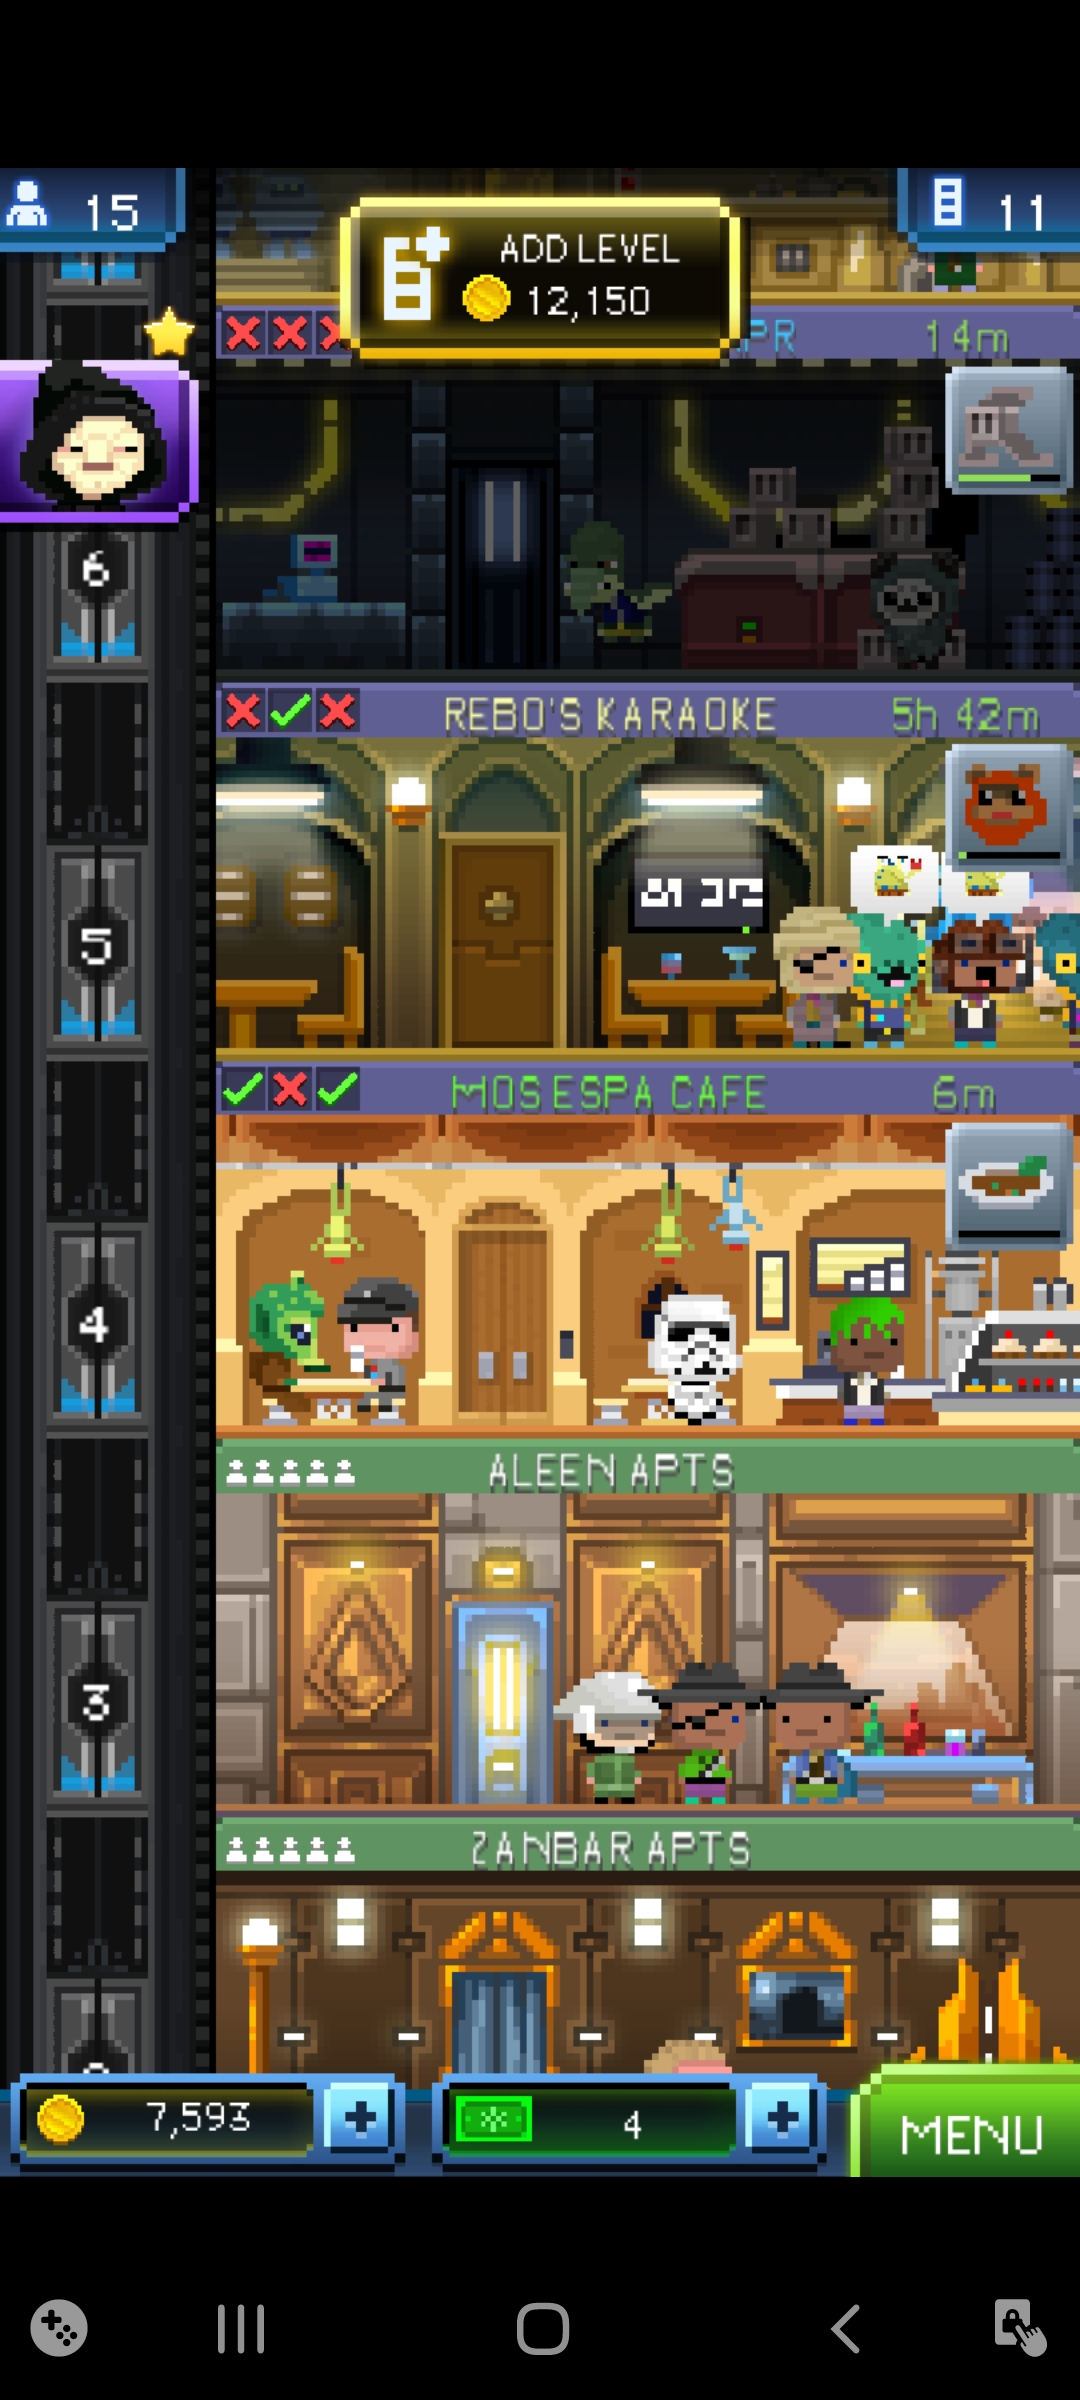 15
ADD LEVEL
12,150
11
PR
14m
6
REBO'S KARAOKE
5h 42m
5
MOS ESPA CAFE
6m
4
ALEEN APTS
3
ZANBAR APTS
7,593
4
MENU